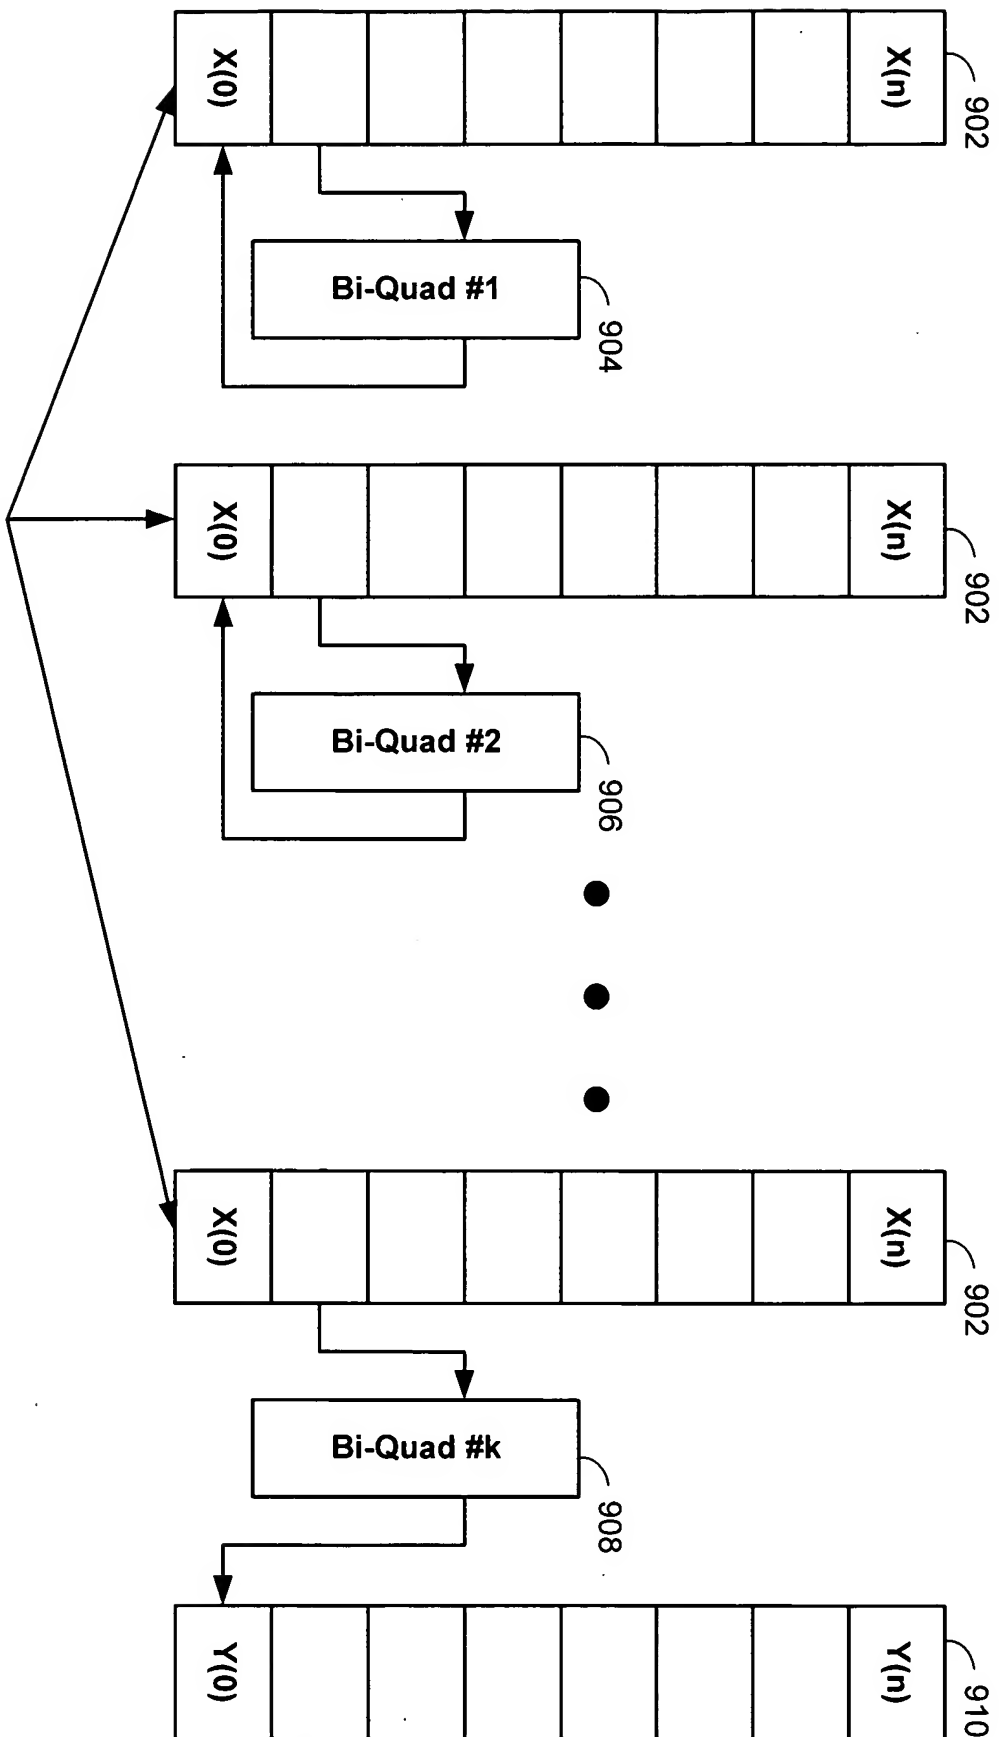 902
X(0)
X(n)
Bi-Quad #1
904
902
X(0)
X(n)
Bi-Quad #2
906
902
X(0)
X(n)
Bi-Quad #k
908
910
Y(0)
Y(n)